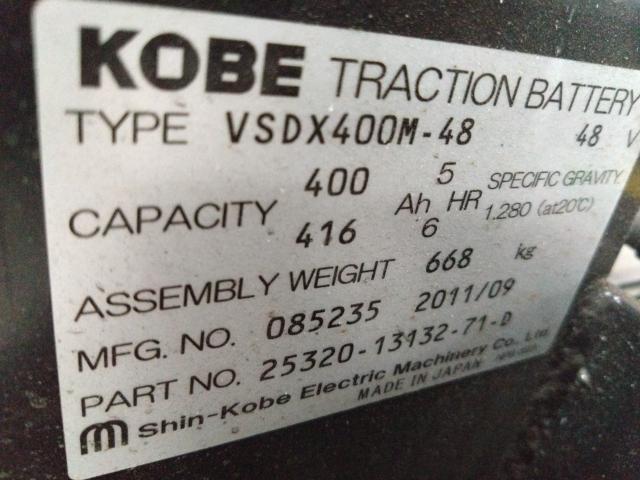 KOBE TRACTION BATTERY
TYPE VSDX400M-48 48 V
400 5 SPECIFIC GRAVITY
CAPACITY Ah HR 1.280 (at20℃)
416 6
ASSEMBLY WEIGHT 668 kg
MFG. NO. 085235 2011/09
PART NO. 25320-13132-71-D
m Shin-Kobe Electric Machinery Co., Ltd.
MADE IN JAPAN